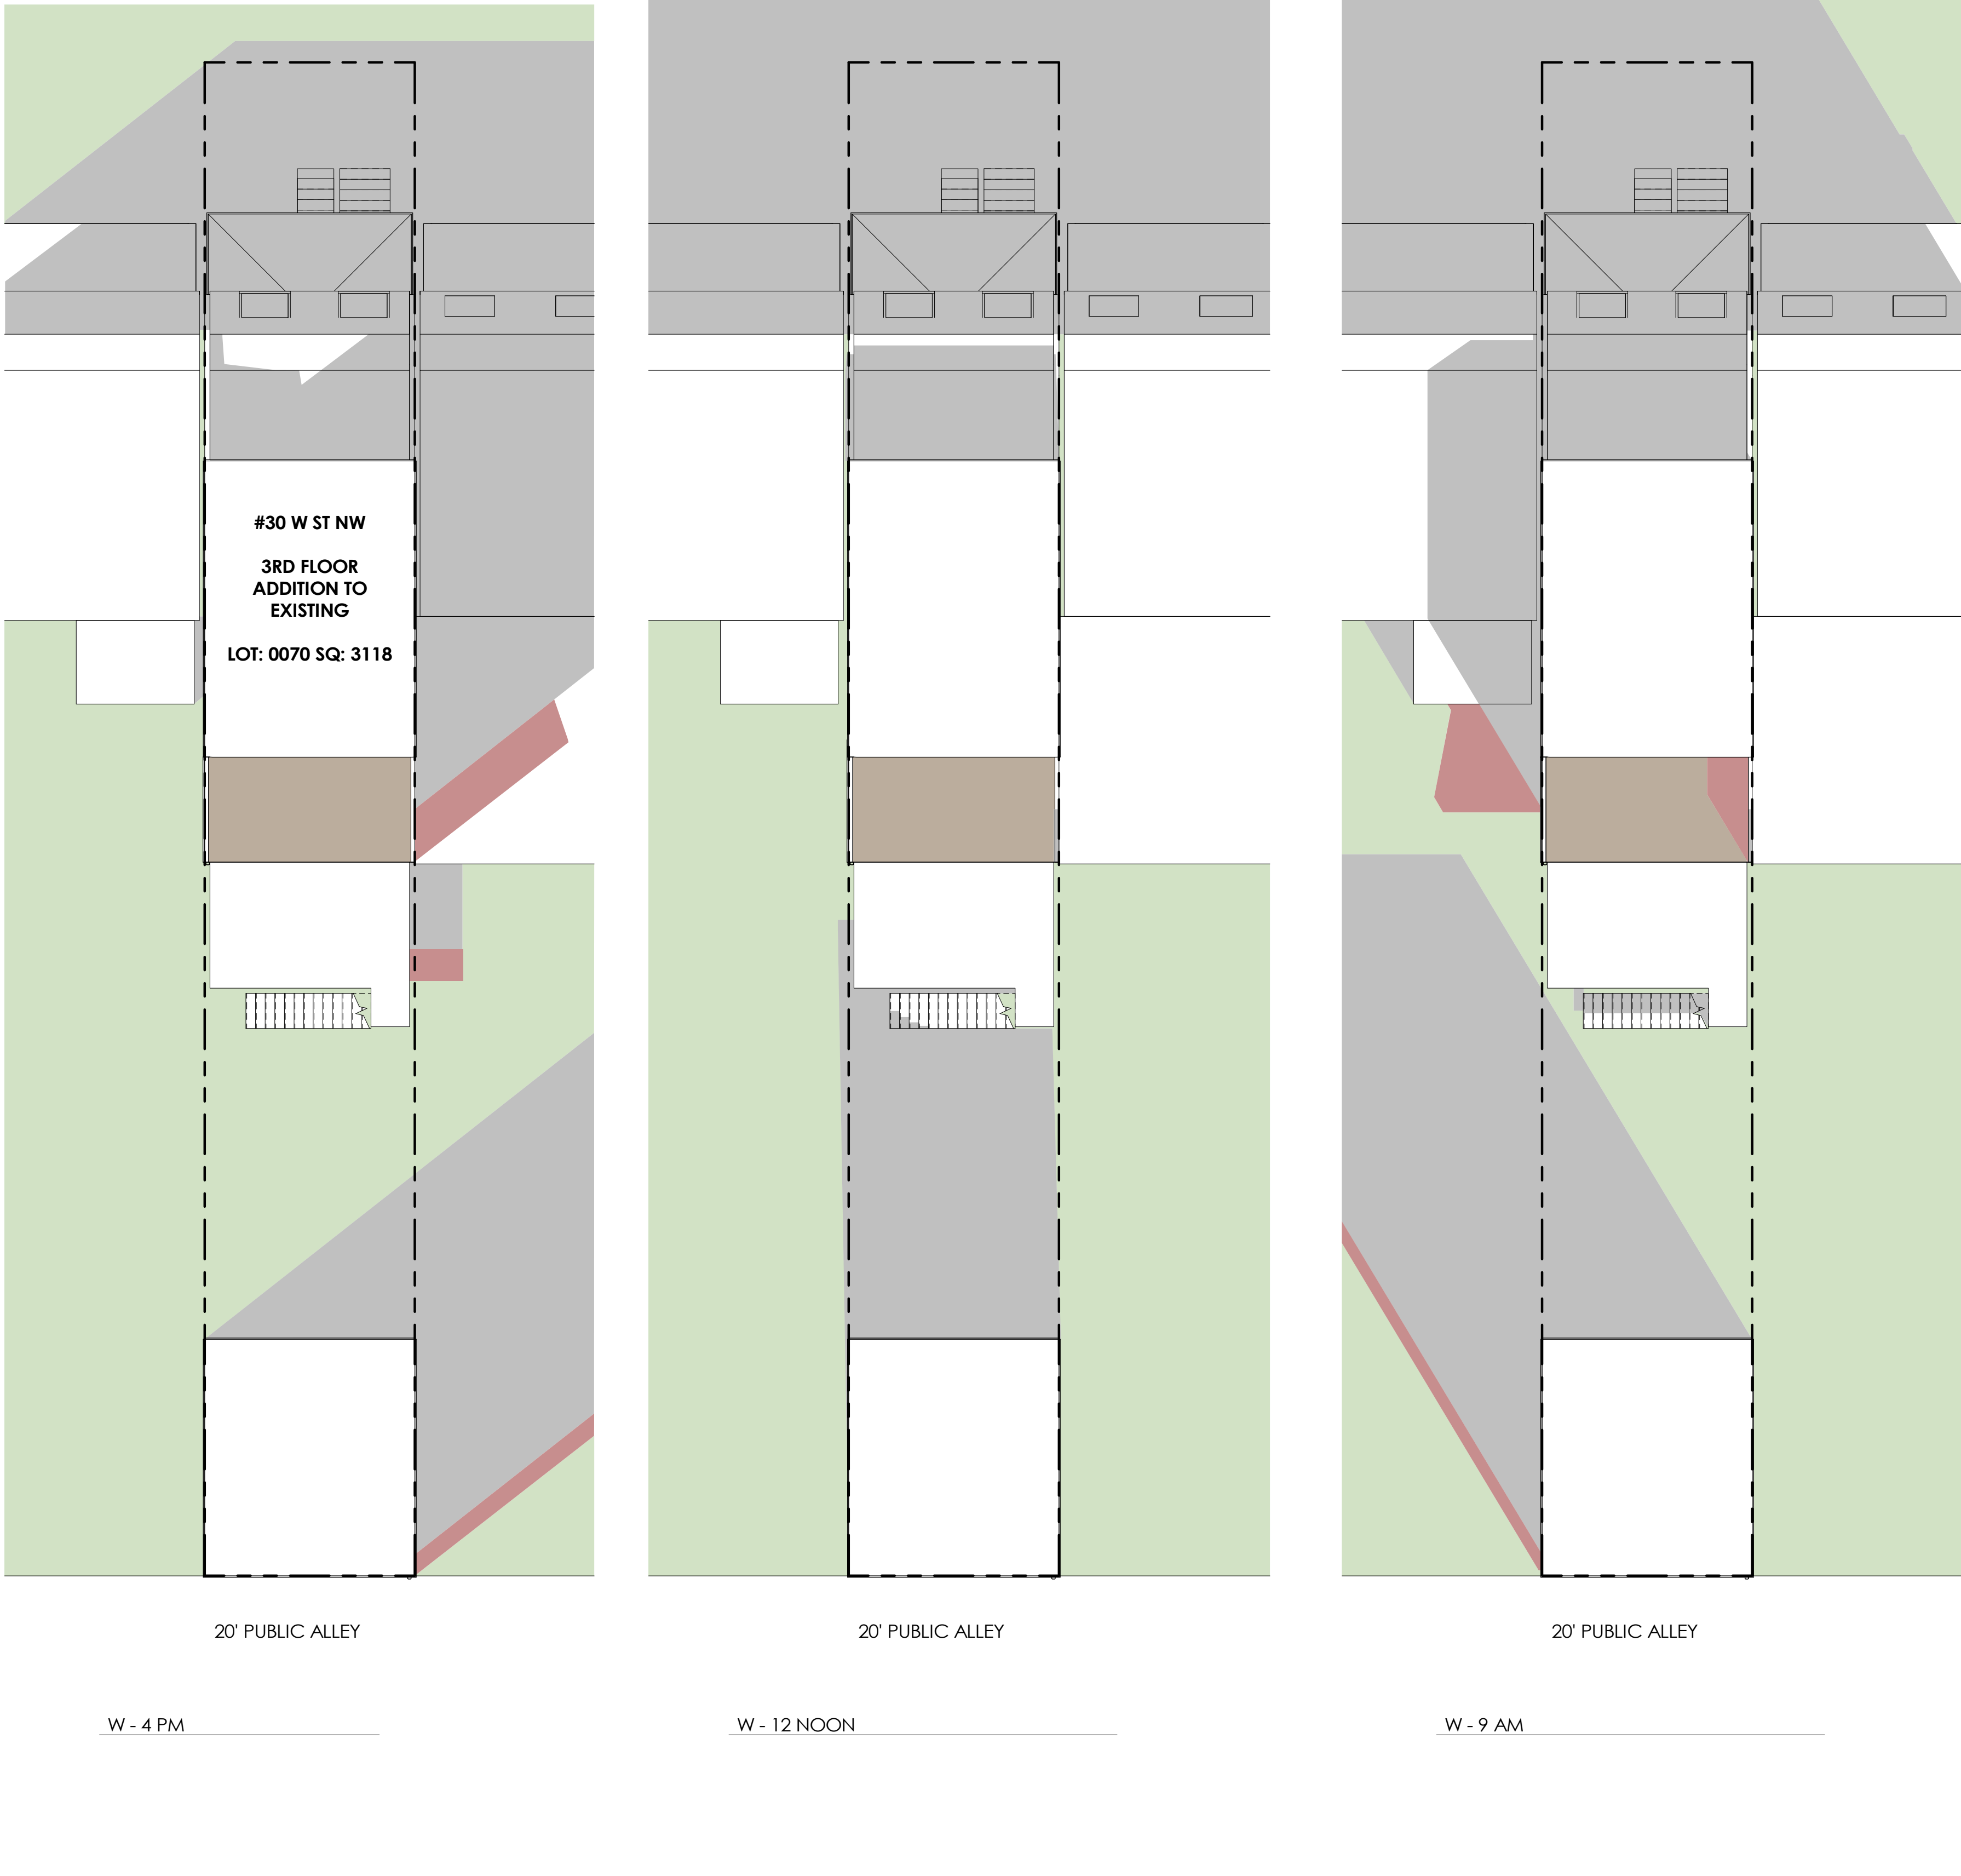 #30 W ST NW
3RD FLOOR
ADDITION TO
EXISTING
LOT: 0070 SQ: 3118
20' PUBLIC ALLEY
20' PUBLIC ALLEY
20' PUBLIC ALLEY
W - 4 PM
W - 12 NOON
W - 9 AM